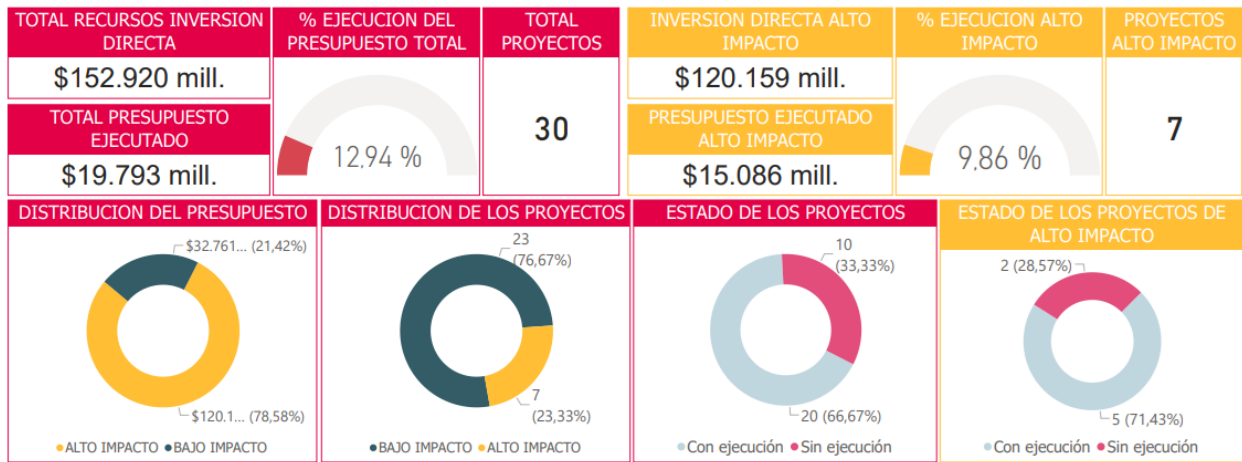 TOTAL RECURSOS INVERSION
DIRECTA
$152.920 mill.
TOTAL PRESUPUESTO
EJECUTADO
$19.793 mill.
% EJECUCION DEL
PRESUPUESTO TOTAL
12,94 %
TOTAL
PROYECTOS
30
INVERSION DIRECTA ALTO
IMPACTO
$120.159 mill.
PRESUPUESTO EJECUTADO
ALTO IMPACTO
$15.086 mill.
% EJECUCION ALTO
IMPACTO
9,86 %
PROYECTOS
ALTO IMPACTO
7
DISTRIBUCION DEL PRESUPUESTO
$32.761... (21,42%)
$120.1... (78,58%)
ALTO IMPACTO BAJO IMPACTO
DISTRIBUCION DE LOS PROYECTOS
23
(76,67%)
7
(23,33%)
BAJO IMPACTO ALTO IMPACTO
ESTADO DE LOS PROYECTOS
10
(33,33%)
20 (66,67%)
Con ejecución Sin ejecución
ESTADO DE LOS PROYECTOS DE
ALTO IMPACTO
2 (28,57%)
5 (71,43%)
Con ejecución Sin ejecución